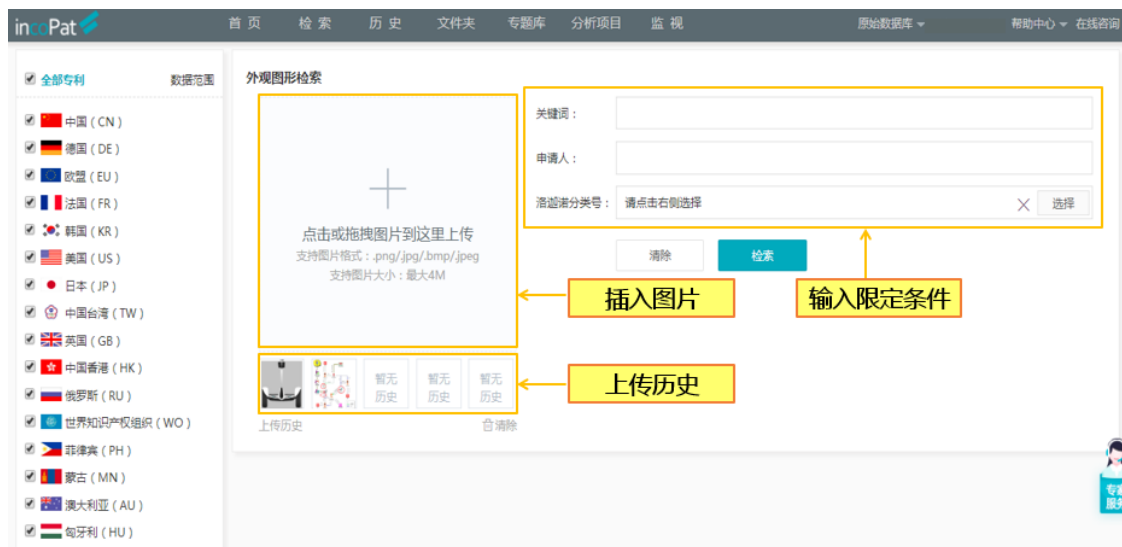 incoPat
首 页 检 索 历 史 文件夹 专题库 分析项目 监 视 原始数据库 帮助中心 在线咨询
全部专利 数据范围
中国 ( CN )
德国 ( DE )
欧盟 ( EU )
法国 ( FR )
韩国 ( KR )
美国 ( US )
日本 ( JP )
中国台湾 ( TW )
英国 ( GB )
中国香港 ( HK )
俄罗斯 ( RU )
世界知识产权组织 ( WO )
菲律宾 ( PH )
蒙古 ( MN )
澳大利亚 ( AU )
匈牙利 ( HU )
外观图形检索
点击或拖拽图片到这里上传
支持图片格式：.png/.jpg/.bmp/.jpeg
支持图片大小：最大4M
关键词：
申请人：
洛迦诺分类号： 请点击右侧选择 选择
清除 检索
插入图片
输入限定条件
暂无历史 暂无历史 暂无历史
上传历史
上传历史 清除
专家
服务